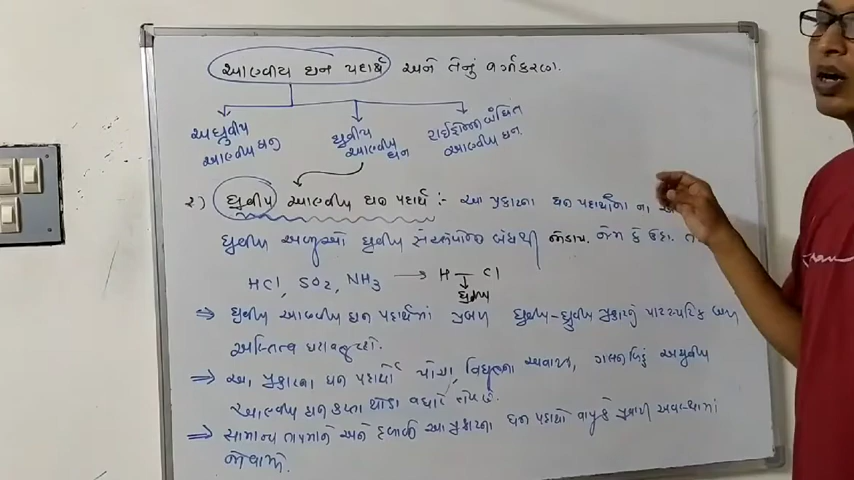 આણ્વીય ઘન પદાર્થ અને તેનું વર્ગીકરણ.
અધ્રુવીય આણ્વીય ઘન
ધ્રુવીય આણ્વીય ઘન
હાઈડ્રોજન બંધિત આણ્વીય ઘન
૨) ધ્રુવીય આણ્વીય ઘન પદાર્થ :- આ પ્રકારના ઘન પદાર્થોના
ધ્રુવીય અણુઓ ધ્રુવીય સહસંયોજક બંધથી જોડાય. જેમ કે
HCl, SO2, NH3 → H — Cl
ધ્રુવીય
⇒ ધ્રુવીય આણ્વીય ઘન પદાર્થમાં પ્રબળ ધ્રુવીય-ધ્રુવીય પ્રકારનું પારસ્પરિક બળ
અસ્તિત્વ ધરાવતું હશે.
⇒ આ પ્રકારના ઘન પદાર્થો પોચા, વિદ્યુતના અવાહક, ગલનબિંદુ અધ્રુવીય
આણ્વીય ઘન કરતા થોડા વધારે હોય છે.
⇒ સામાન્ય તાપમાને અને દબાણે આ પ્રકારના ઘન પદાર્થો વાયુ કે પ્રવાહી અવસ્થામાં
જોવા મળે.